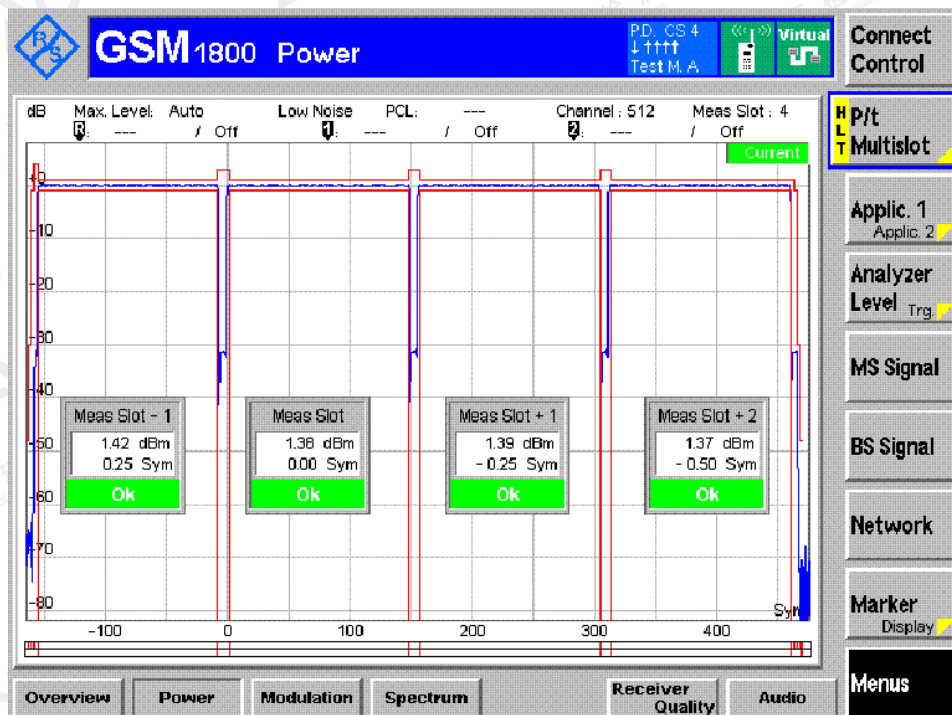 R/S
GSM 1800 Power
P.D. CS 4
↓↑↑↑↑
Test M. A.
Virtual
dB Max. Level: Auto Low Noise PCL: --- Channel : 512 Meas Slot : 4
R: --- / Off 1: --- / Off 2: --- / Off
Current
-10
-20
-30
-40
-50
-60
-70
-80
Meas Slot - 1
1.42 dBm
0.25 Sym
Ok
Meas Slot
1.36 dBm
0.00 Sym
Ok
Meas Slot + 1
1.39 dBm
- 0.25 Sym
Ok
Meas Slot + 2
1.37 dBm
- 0.50 Sym
Ok
Sym
-100 0 100 200 300 400
Connect
Control
HLT
P/t
Multislot
Applic. 1
Applic. 2
Analyzer
Level Trg.
MS Signal
BS Signal
Network
Marker
Display
Menus
Overview
Power
Modulation
Spectrum
Receiver
Quality
Audio